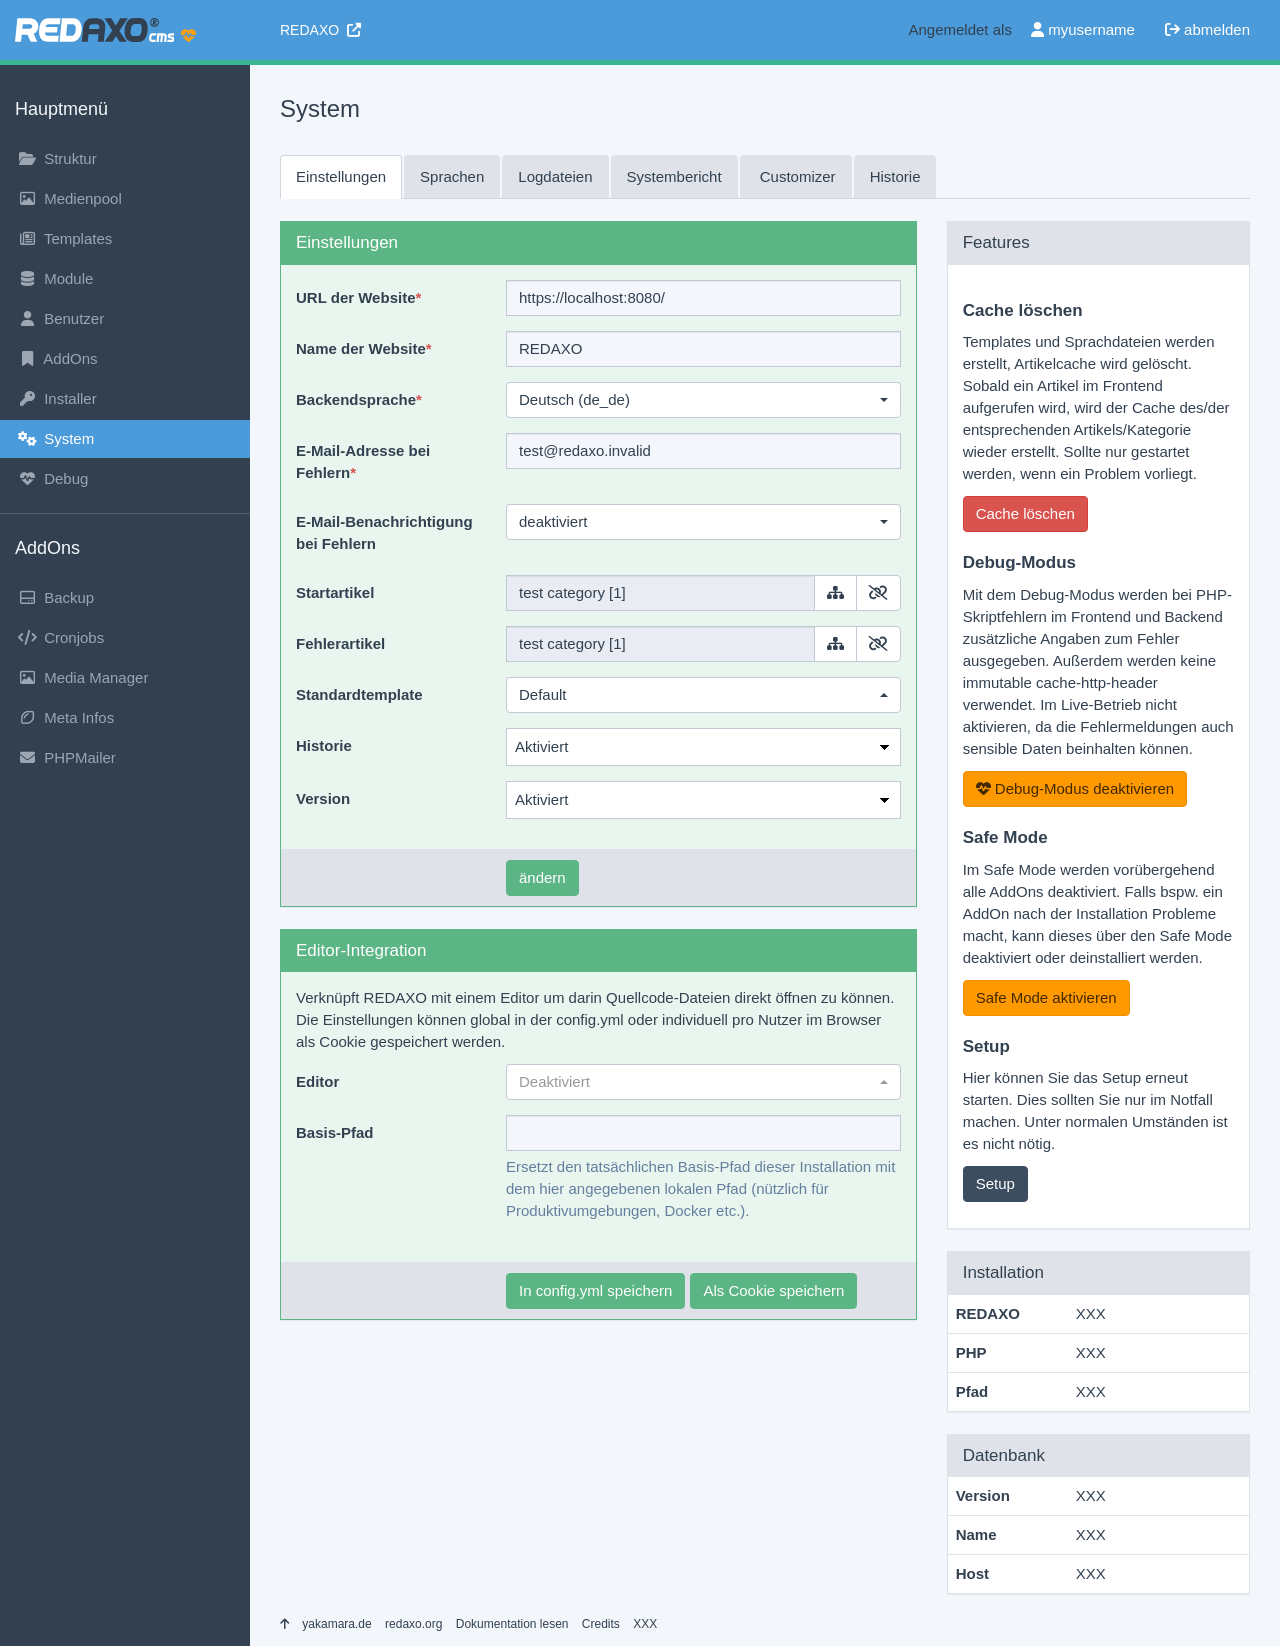 REDAXO® cms
REDAXO
Angemeldet als myusername abmelden
Hauptmenü
Struktur
Medienpool
Templates
Module
Benutzer
AddOns
Installer
System
Debug
AddOns
Backup
Cronjobs
Media Manager
Meta Infos
PHPMailer
System
Einstellungen Sprachen Logdateien Systembericht Customizer Historie
Einstellungen
URL der Website* https://localhost:8080/
Name der Website* REDAXO
Backendsprache* Deutsch (de_de)
E-Mail-Adresse bei
Fehlern*
test@redaxo.invalid
E-Mail-Benachrichtigung
bei Fehlern
deaktiviert
Startartikel test category [1]
Fehlerartikel test category [1]
Standardtemplate Default
Historie Aktiviert
Version Aktiviert
ändern
Editor-Integration
Verknüpft REDAXO mit einem Editor um darin Quellcode-Dateien direkt öffnen zu können.
Die Einstellungen können global in der config.yml oder individuell pro Nutzer im Browser
als Cookie gespeichert werden.
Editor Deaktiviert
Basis-Pfad
Ersetzt den tatsächlichen Basis-Pfad dieser Installation mit
dem hier angegebenen lokalen Pfad (nützlich für
Produktivumgebungen, Docker etc.).
In config.yml speichern Als Cookie speichern
Features
Cache löschen
Templates und Sprachdateien werden
erstellt, Artikelcache wird gelöscht.
Sobald ein Artikel im Frontend
aufgerufen wird, wird der Cache des/der
entsprechenden Artikels/Kategorie
wieder erstellt. Sollte nur gestartet
werden, wenn ein Problem vorliegt.
Cache löschen
Debug-Modus
Mit dem Debug-Modus werden bei PHP-
Skriptfehlern im Frontend und Backend
zusätzliche Angaben zum Fehler
ausgegeben. Außerdem werden keine
immutable cache-http-header
verwendet. Im Live-Betrieb nicht
aktivieren, da die Fehlermeldungen auch
sensible Daten beinhalten können.
Debug-Modus deaktivieren
Safe Mode
Im Safe Mode werden vorübergehend
alle AddOns deaktiviert. Falls bspw. ein
AddOn nach der Installation Probleme
macht, kann dieses über den Safe Mode
deaktiviert oder deinstalliert werden.
Safe Mode aktivieren
Setup
Hier können Sie das Setup erneut
starten. Dies sollten Sie nur im Notfall
machen. Unter normalen Umständen ist
es nicht nötig.
Setup
Installation
REDAXO XXX
PHP XXX
Pfad XXX
Datenbank
Version XXX
Name XXX
Host XXX
yakamara.de redaxo.org Dokumentation lesen Credits XXX